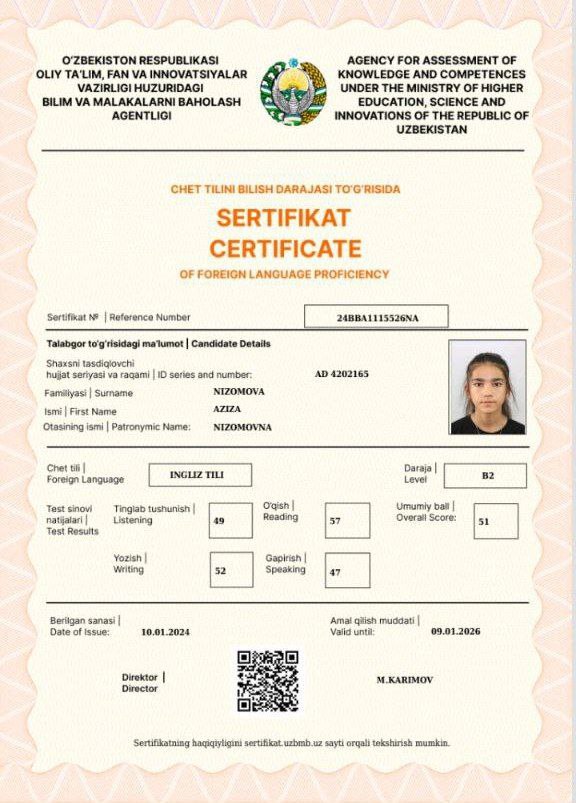 O'ZBEKISTON RESPUBLIKASI
OLIY TA'LIM, FAN VA INNOVATSIYALAR
VAZIRLIGI HUZURIDAGI
BILIM VA MALAKALARNI BAHOLASH
AGENTLIGI
AGENCY FOR ASSESSMENT OF
KNOWLEDGE AND COMPETENCES
UNDER THE MINISTRY OF HIGHER
EDUCATION, SCIENCE AND
INNOVATIONS OF THE REPUBLIC OF
UZBEKISTAN
CHET TILINI BILISH DARAJASI TO'G'RISIDA
SERTIFIKAT
CERTIFICATE
OF FOREIGN LANGUAGE PROFICIENCY
Sertifikat № | Reference Number 24BBA1115526NA
Talabgor to'g'risidagi ma'lumot | Candidate Details
Shaxsni tasdiqlovchi
hujjat seriyasi va raqami | ID series and number: AD 4202165
Familiyasi | Surname NIZOMOVA
Ismi | First Name AZIZA
Otasining ismi | Patronymic Name: NIZOMOVNA
Chet tili |
Foreign Language
INGLIZ TILI
Daraja |
Level
B2
Test sinovi
natijalari |
Test Results
Tinglab tushunish |
Listening
49
O'qish |
Reading
57
Umumiy ball |
Overall Score:
51
Yozish |
Writing
52
Gapirish |
Speaking
47
Berilgan sanasi |
Date of Issue: 10.01.2024
Amal qilish muddati |
Valid until: 09.01.2026
Direktor |
Director
M.KARIMOV
Sertifikatning haqiqiyligini sertifikat.uzbmb.uz sayti orqali tekshirish mumkin.